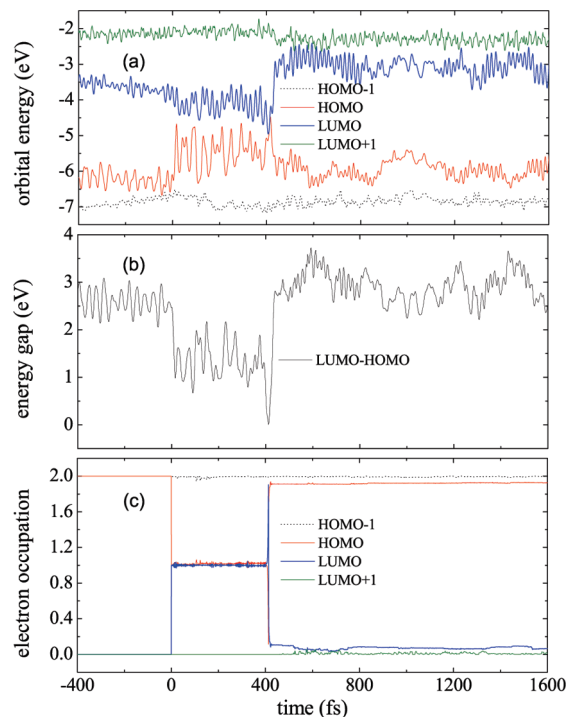 -2
-3
-4
-5
-6
-7
orbital energy (eV)
(a)
HOMO-1
HOMO
LUMO
LUMO+1
4
3
2
1
0
energy gap (eV)
(b)
LUMO-HOMO
2.0
1.6
1.2
0.8
0.4
0.0
electron occupation
(c)
HOMO-1
HOMO
LUMO
LUMO+1
-400 0 400 800 1200 1600
time (fs)